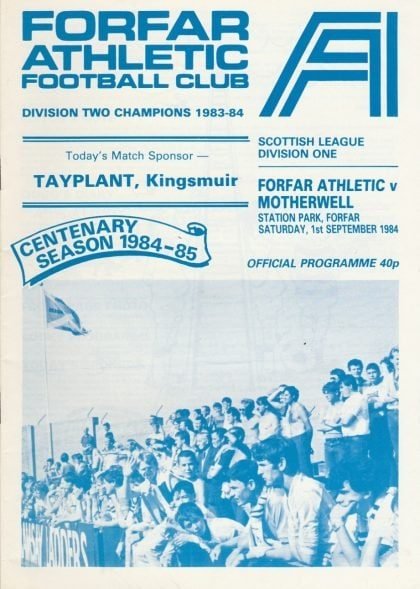 FORFAR
ATHLETIC
FOOTBALL CLUB
DIVISION TWO CHAMPIONS 1983-84
Today's Match Sponsor —
TAYPLANT, Kingsmuir
SCOTTISH LEAGUE
DIVISION ONE
FORFAR ATHLETIC v
MOTHERWELL
STATION PARK, FORFAR
SATURDAY, 1st SEPTEMBER 1984
CENTENARY
SEASON 1984-85
OFFICIAL PROGRAMME 40p
LADDERS